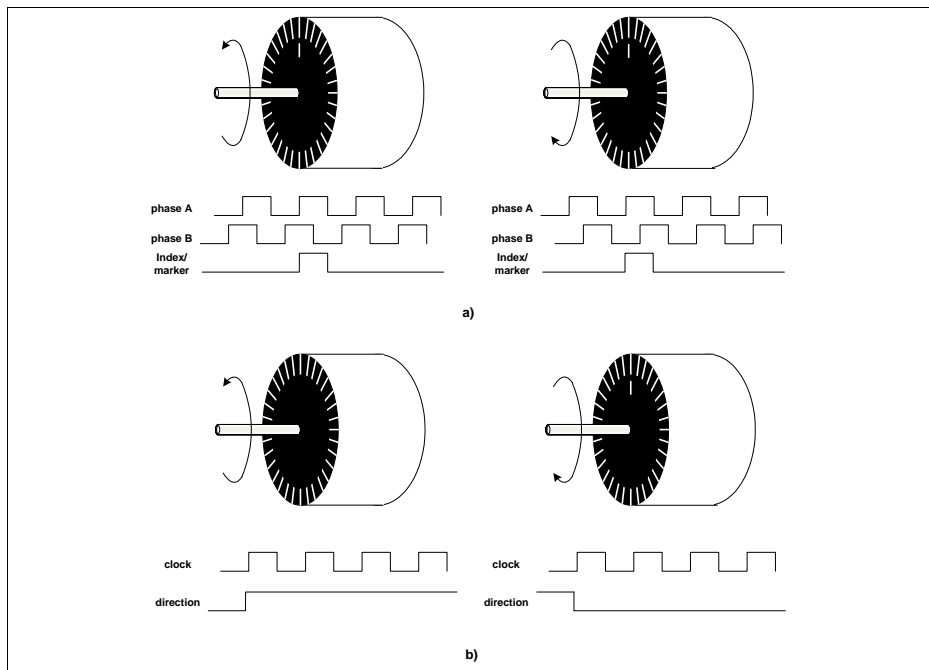 phase A
phase B
Index/
marker
phase A
phase B
Index/
marker
a)
clock
direction
clock
direction
b)